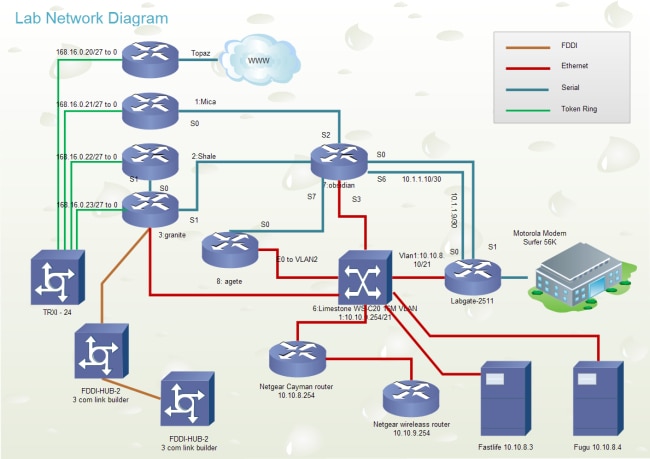 Lab Network Diagram
168.16.0.20/27 to 0
Topaz
WWW
FDDI
Ethernet
Serial
Token Ring
168.16.0.21/27 to 0
1:Mica
S0
S2
168.16.0.22/27 to 0
2:Shale
S0
S1
S0
7:obsidian
S6
10.1.1.10/30
168.16.0.23/27 to 0
S1
S7
S3
10.1.1.9/30
3:granite
S0
Motorola Modem
Surfer 56K
E0 to VLAN2
Vlan1:10.10.8.
10/21
S0
S1
8: agete
TRXI - 24
6:Limestone WS-C20
VLAN
1:10.10.
.254/21
Labgate-2511
FDDI-HUB-2
3 com link builder
Netgear Cayman router
10.10.8.254
FDDI-HUB-2
3 com link builder
Netgear wireleass router
10.10.9.254
Fastlife 10.10.8.3
Fugu 10.10.8.4